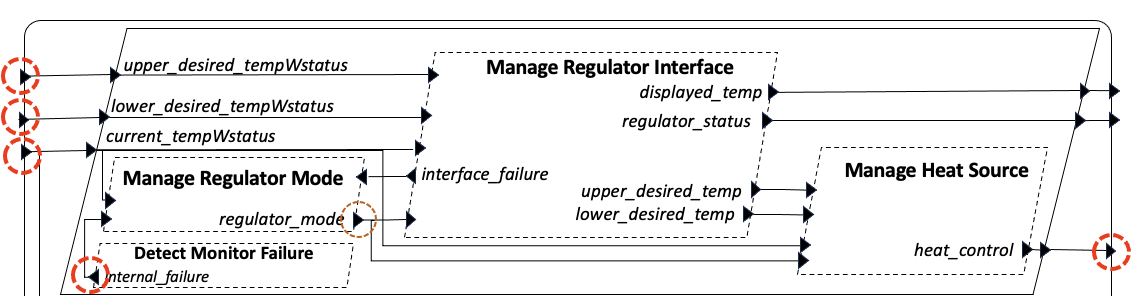 upper_desired_tempWstatus
Manage Regulator Interface
displayed_temp
lower_desired_tempWstatus
regulator_status
current_tempWstatus
Manage Regulator Mode
interface_failure
Manage Heat Source
upper_desired_temp
regulator_mode
lower_desired_temp
Detect Monitor Failure
heat_control
internal_failure